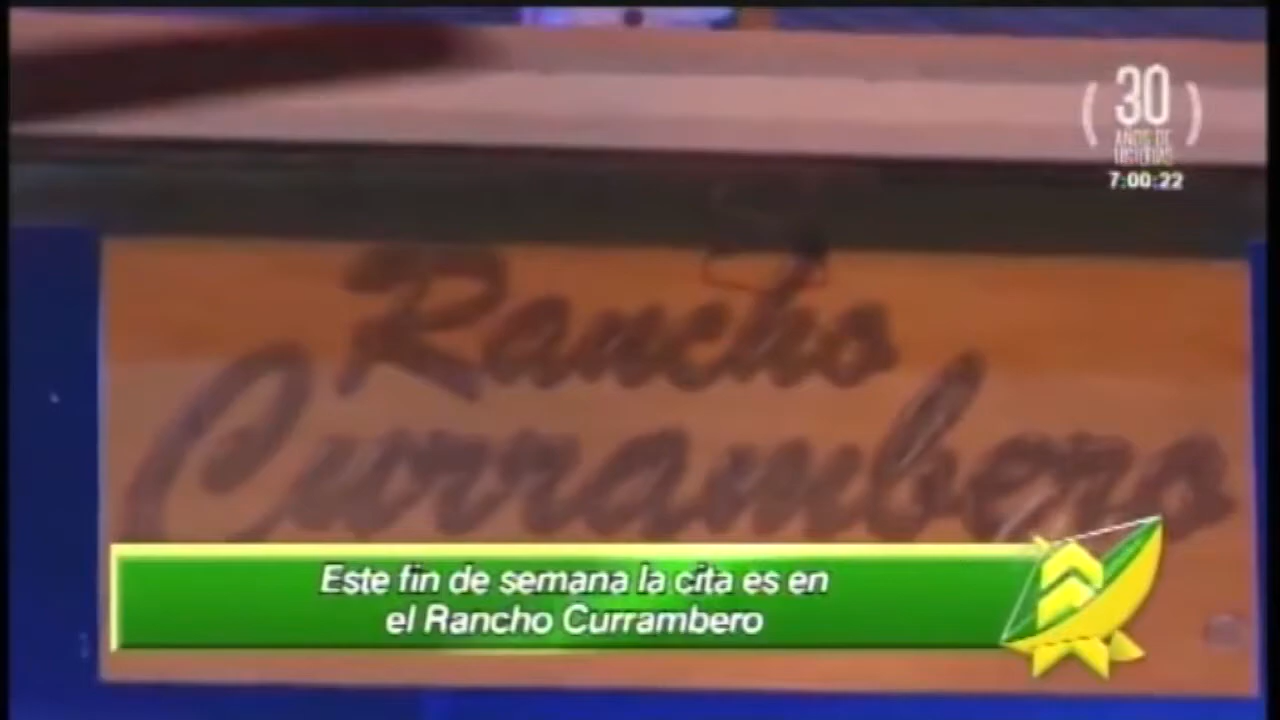 30
AÑOS DE
HISTORIAS
7:00:22
Rancho
Currambero
Este fin de semana la cita es en
el Rancho Currambero